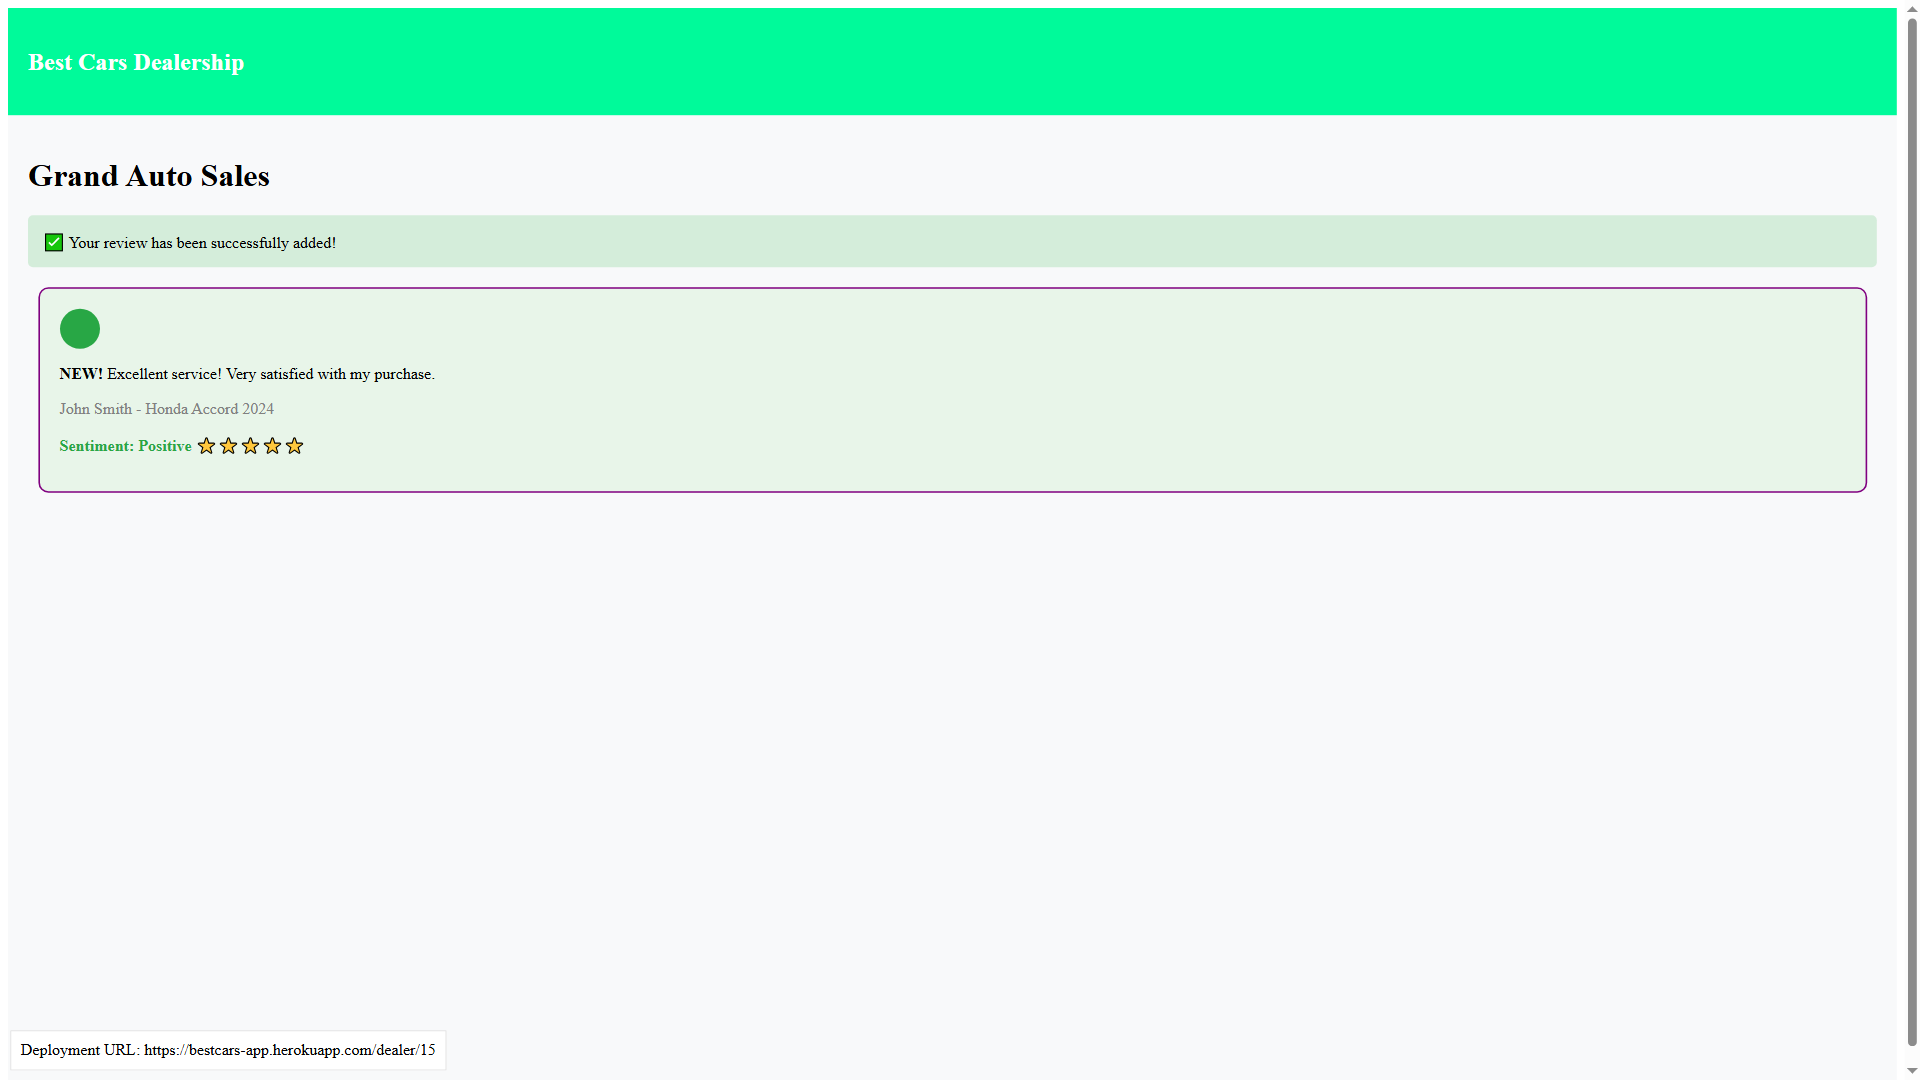 Best Cars Dealership
Grand Auto Sales
✅ Your review has been successfully added!
NEW! Excellent service! Very satisfied with my purchase.
John Smith - Honda Accord 2024
Sentiment: Positive ⭐⭐⭐⭐⭐
Deployment URL: https://bestcars-app.herokuapp.com/dealer/15